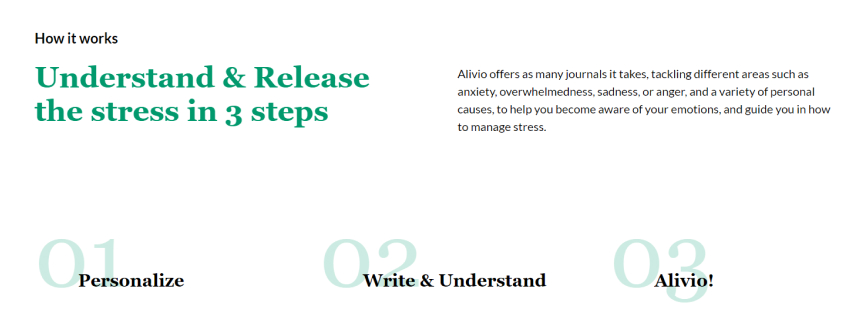 How it works
Understand & Release
the stress in 3 steps
Alivio offers as many journals it takes, tackling different areas such as
anxiety, overwhelmedness, sadness, or anger, and a variety of personal
causes, to help you become aware of your emotions, and guide you in how
to manage stress.
01
Personalize
02
Write & Understand
03
Alivio!